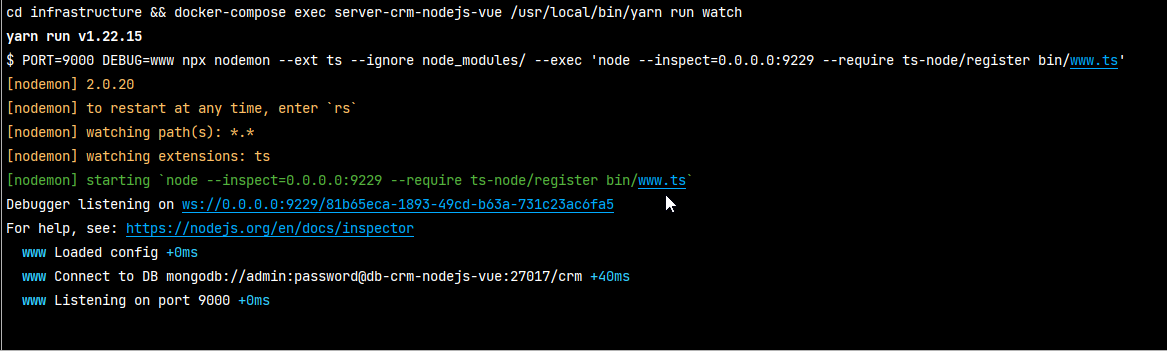 cd infrastructure && docker-compose exec server-crm-nodejs-vue /usr/local/bin/yarn run watch
yarn run v1.22.15
$ PORT=9000 DEBUG=www npx nodemon --ext ts --ignore node_modules/ --exec 'node --inspect=0.0.0.0:9229 --require ts-node/register bin/www.ts'
[nodemon] 2.0.20
[nodemon] to restart at any time, enter `rs`
[nodemon] watching path(s): *.*
[nodemon] watching extensions: ts
[nodemon] starting `node --inspect=0.0.0.0:9229 --require ts-node/register bin/www.ts`
Debugger listening on ws://0.0.0.0:9229/81b65eca-1893-49cd-b63a-731c23ac6fa5
For help, see: https://nodejs.org/en/docs/inspector
www Loaded config +0ms
www Connect to DB mongodb://admin:password@db-crm-nodejs-vue:27017/crm +40ms
www Listening on port 9000 +0ms